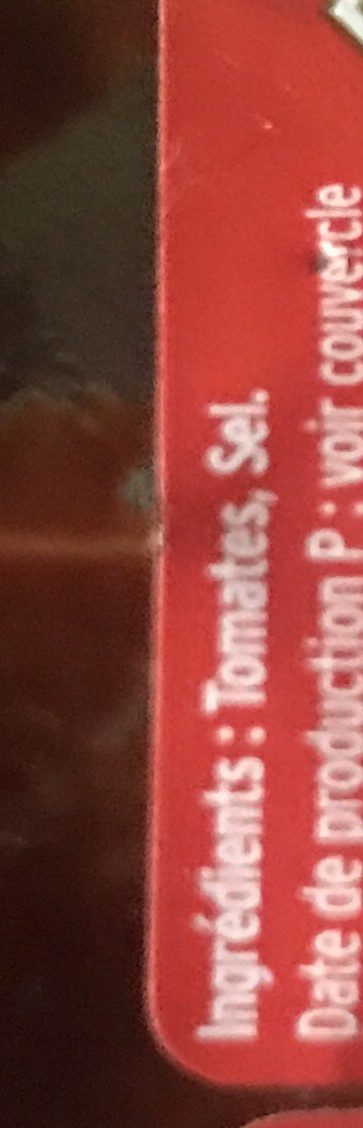 Ingrédients : Tomates, Sel.
Date de production P : voir couvercle